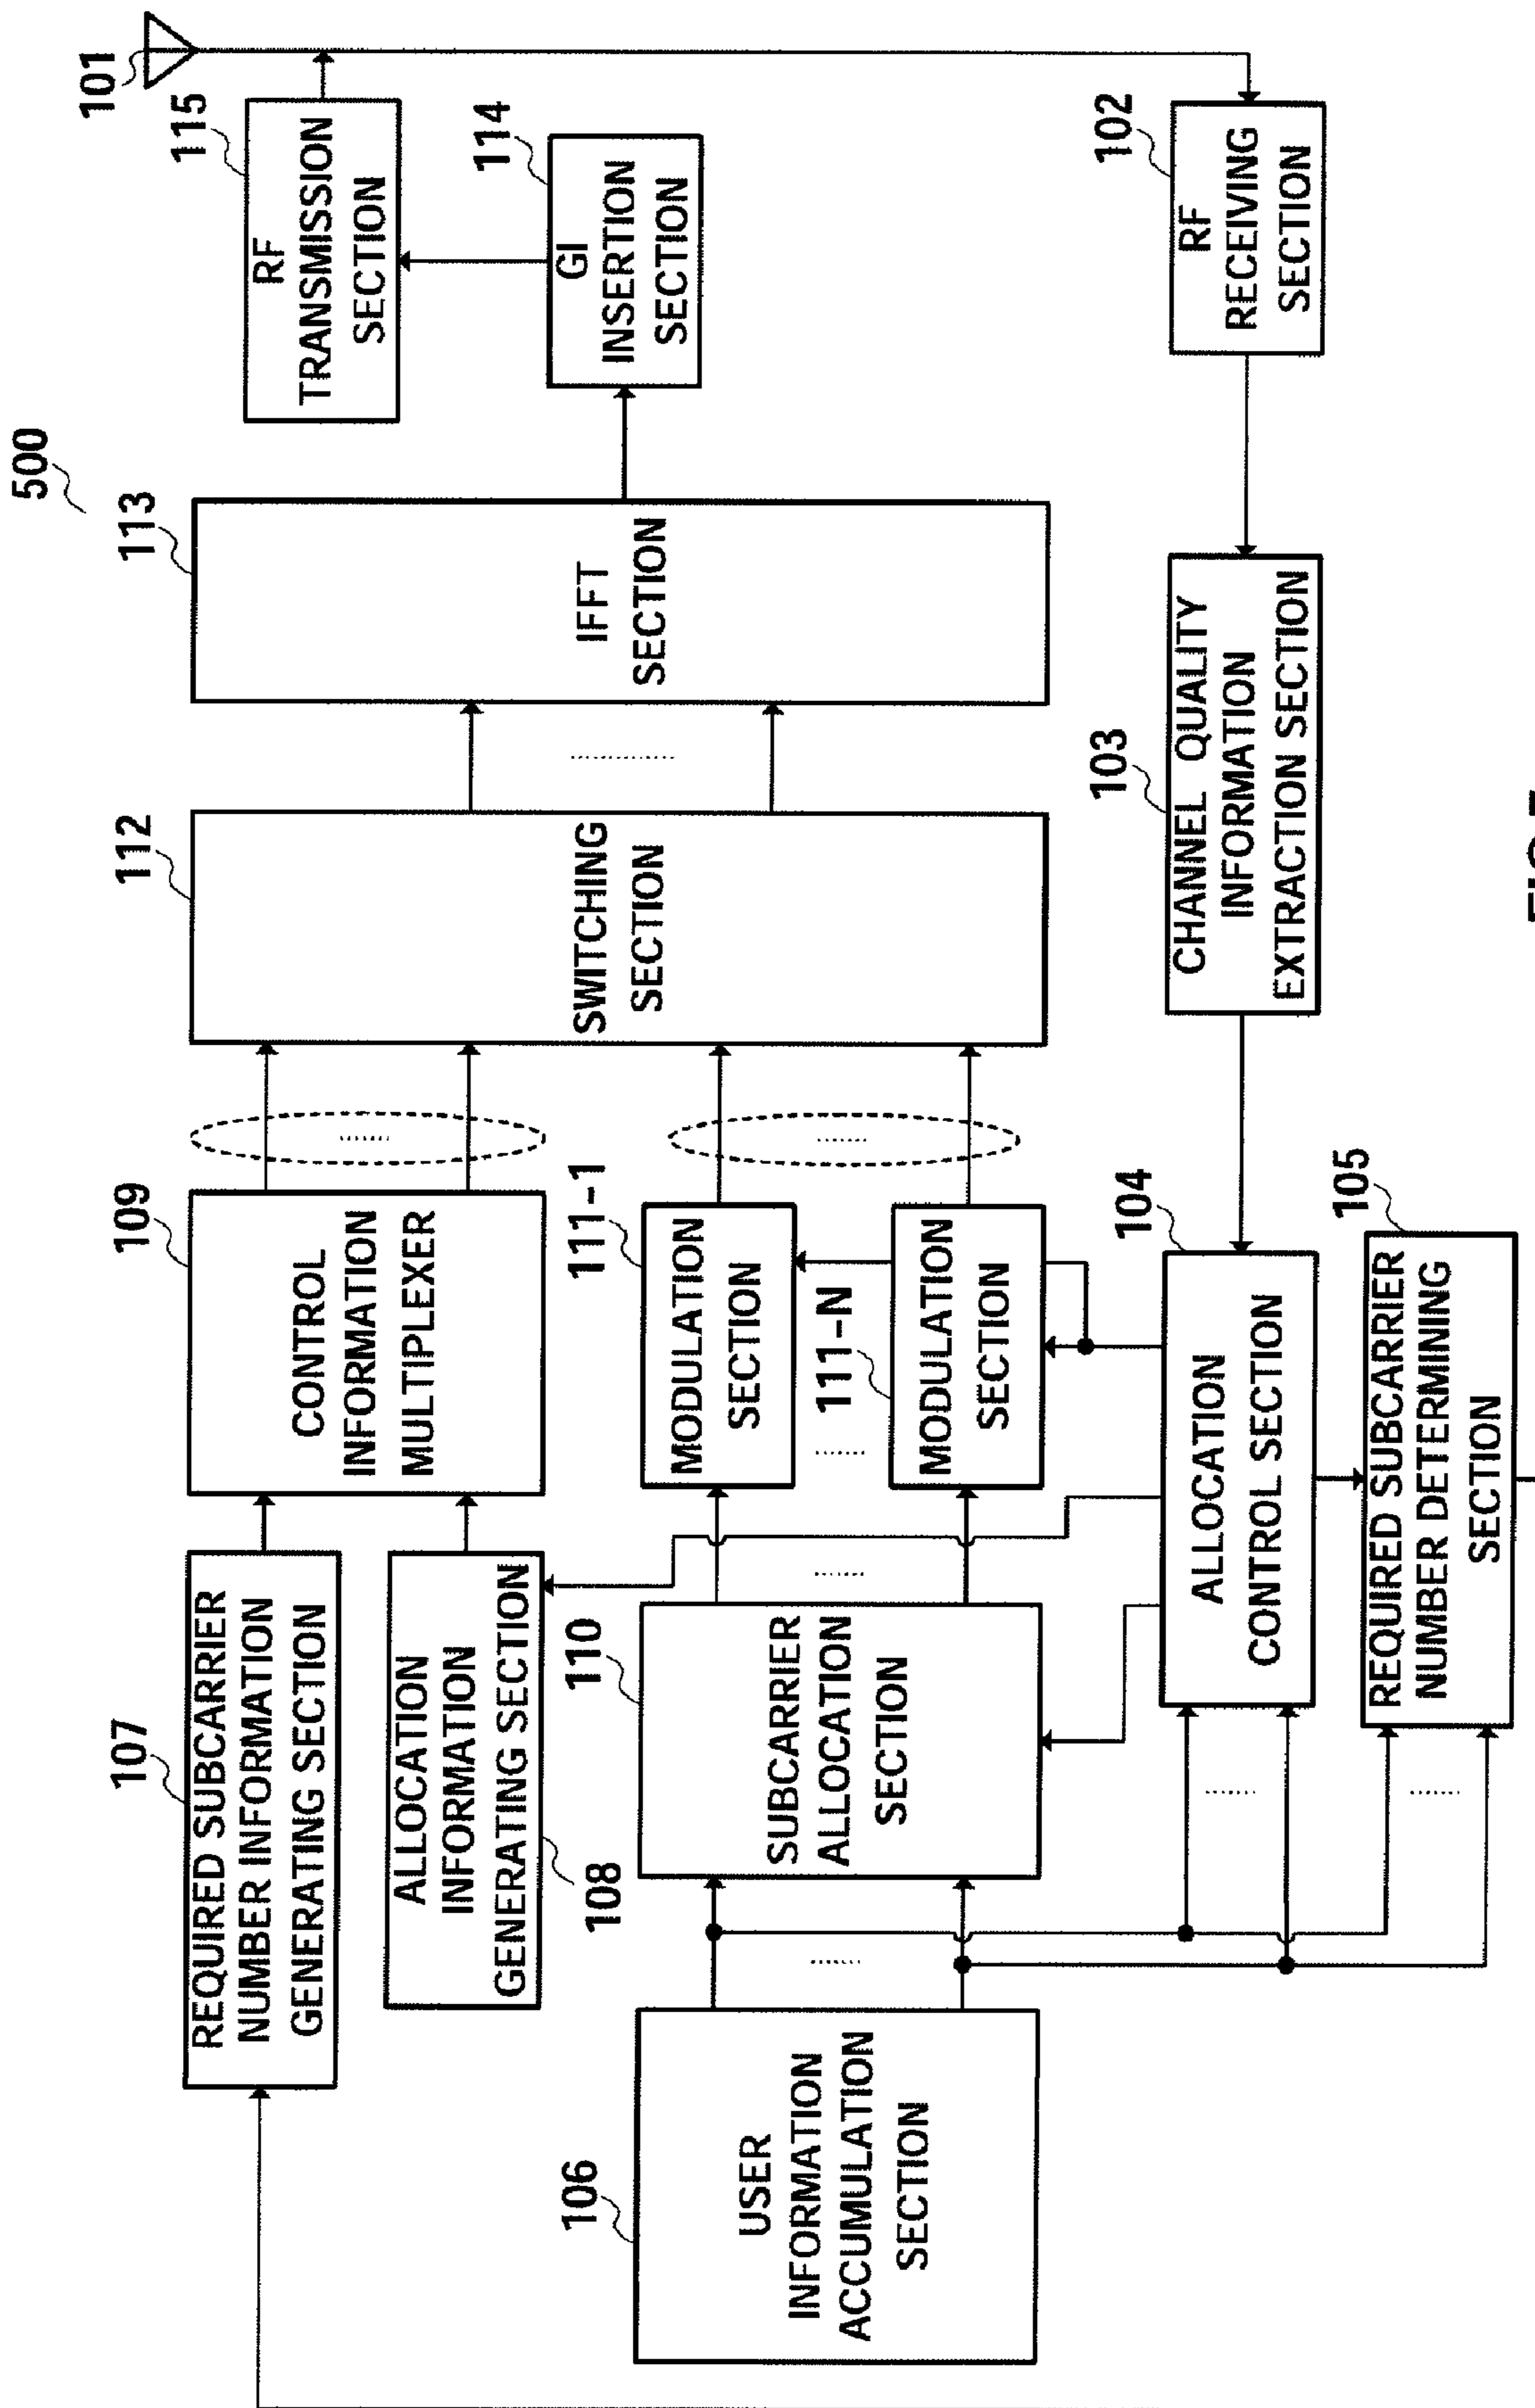 500
101
115
RF
TRANSMISSION
SECTION
114
GI
INSERTION
SECTION
113
IFFT
SECTION
112
SWITCHING
SECTION
109
CONTROL
INFORMATION
MULTIPLEXER
107
REQUIRED SUBCARRIER
NUMBER INFORMATION
GENERATING SECTION
ALLOCATION
INFORMATION
GENERATING SECTION
108
111-1
MODULATION
SECTION
111-N
MODULATION
SECTION
110
SUBCARRIER
ALLOCATION
SECTION
106
USER
INFORMATION
ACCUMULATION
SECTION
102
RF
RECEIVING
SECTION
103
CHANNEL QUALITY
INFORMATION
EXTRACTION SECTION
104
ALLOCATION
CONTROL SECTION
105
REQUIRED SUBCARRIER
NUMBER DETERMINING
SECTION